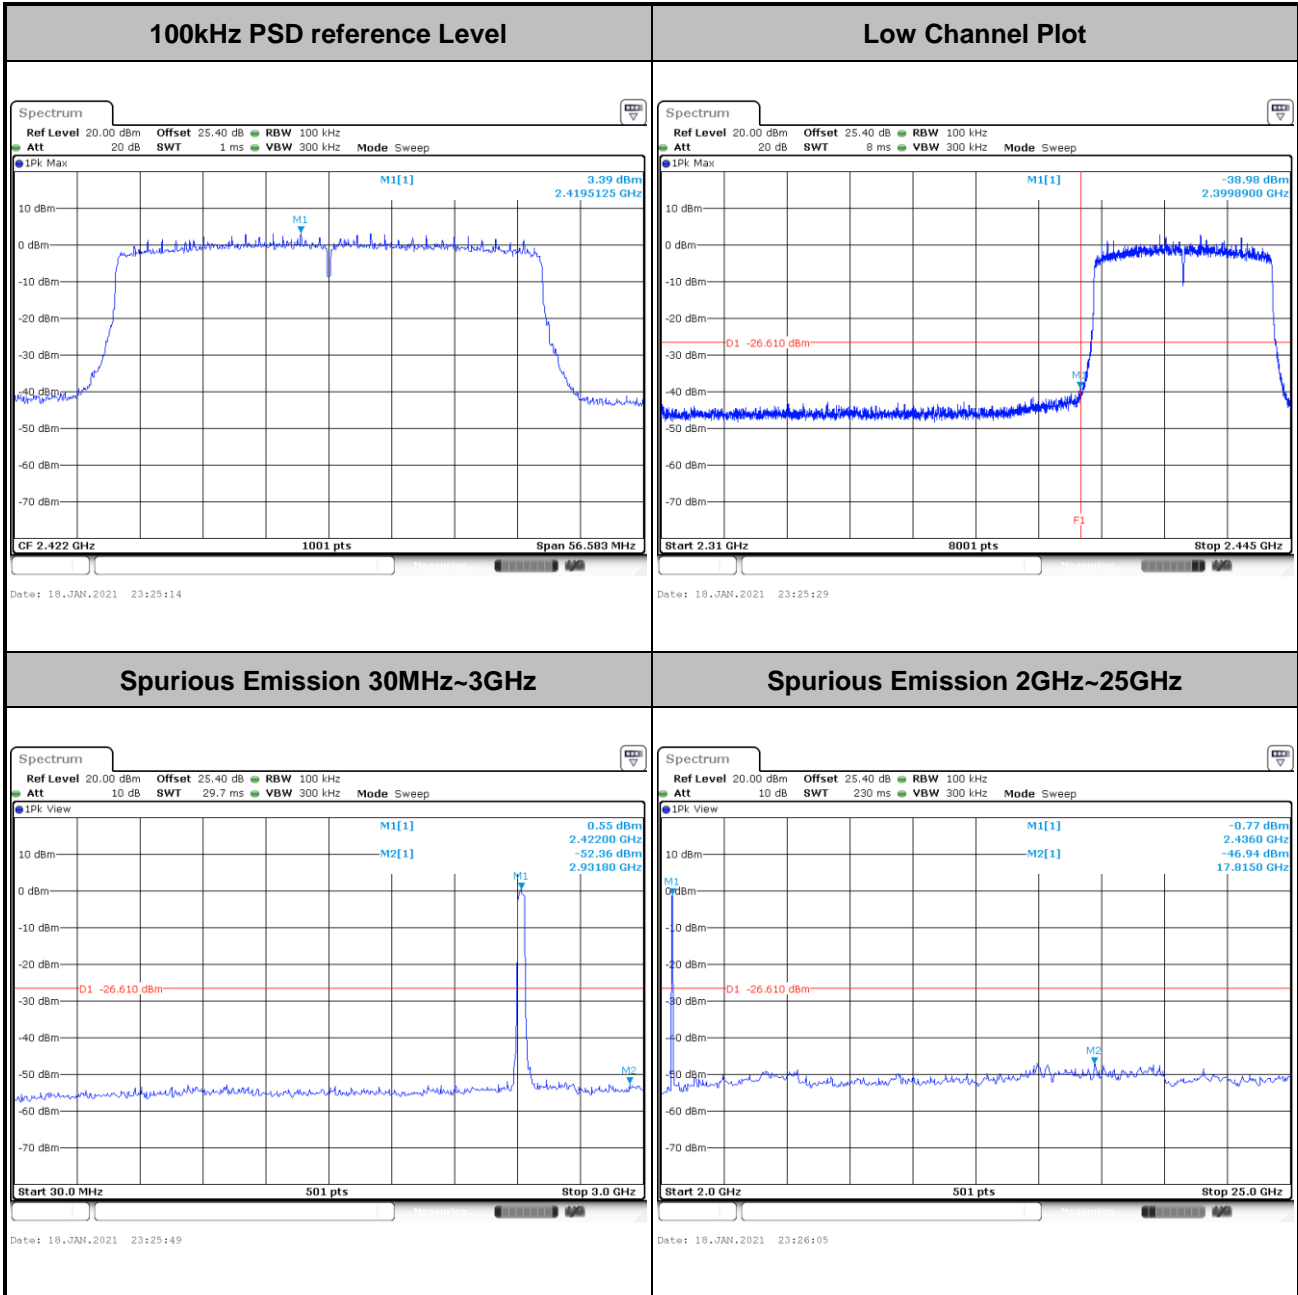 100kHz PSD reference Level
Low Channel Plot
Spectrum
Ref Level 20.00 dBm Offset 25.40 dB RBW 100 kHz
Att 20 dB SWT 1 ms VBW 300 kHz Mode Sweep
1Pk Max
M1[1] 3.39 dBm
2.4195125 GHz
10 dBm
M1
0 dBm
-10 dBm
-20 dBm
-30 dBm
-40 dBm
-50 dBm
-60 dBm
-70 dBm
CF 2.422 GHz 1001 pts Span 56.583 MHz
Date: 18.JAN.2021 23:25:14
Spectrum
Ref Level 20.00 dBm Offset 25.40 dB RBW 100 kHz
Att 20 dB SWT 8 ms VBW 300 kHz Mode Sweep
1Pk Max
M1[1] -38.98 dBm
2.3998900 GHz
10 dBm
0 dBm
-10 dBm
-20 dBm
D1 -26.610 dBm
-30 dBm
M1
-40 dBm
-50 dBm
-60 dBm
-70 dBm
F1
Start 2.31 GHz 8001 pts Stop 2.445 GHz
Measuring...
Date: 18.JAN.2021 23:25:29
Spurious Emission 30MHz~3GHz
Spurious Emission 2GHz~25GHz
Spectrum
Ref Level 20.00 dBm Offset 25.40 dB RBW 100 kHz
Att 10 dB SWT 29.7 ms VBW 300 kHz Mode Sweep
1Pk View
M1[1] 0.55 dBm
2.42200 GHz
10 dBm M2[1] -52.36 dBm
2.93180 GHz
M1
0 dBm
-10 dBm
-20 dBm
D1 -26.610 dBm
-30 dBm
-40 dBm
M2
-50 dBm
-60 dBm
-70 dBm
Start 30.0 MHz 501 pts Stop 3.0 GHz
Date: 18.JAN.2021 23:25:49
Spectrum
Ref Level 20.00 dBm Offset 25.40 dB RBW 100 kHz
Att 10 dB SWT 230 ms VBW 300 kHz Mode Sweep
1Pk View
M1[1] -0.77 dBm
2.4360 GHz
10 dBm M2[1] -46.94 dBm
17.8150 GHz
M1
0 dBm
-10 dBm
-20 dBm
D1 -26.610 dBm
-30 dBm
-40 dBm
M2
-50 dBm
-60 dBm
-70 dBm
Start 2.0 GHz 501 pts Stop 25.0 GHz
Date: 18.JAN.2021 23:26:05